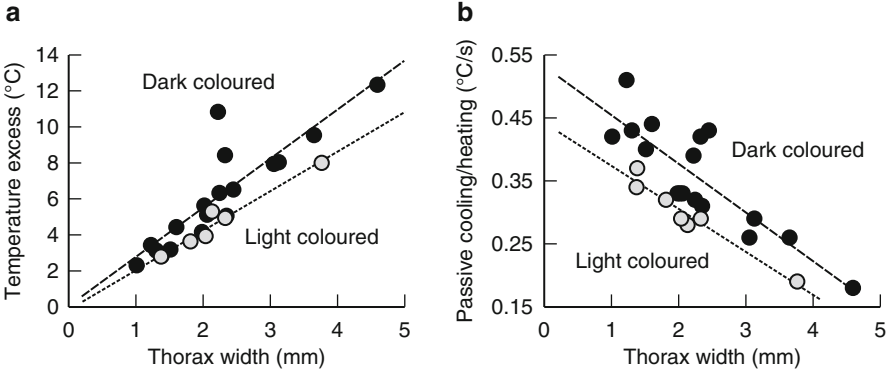 a
Temperature excess (°C)
14
12
10
8
6
4
2
0
Dark coloured
Light coloured
0 1 2 3 4 5
Thorax width (mm)
b
Passive cooling/heating (°C/s)
0.55
0.45
0.35
0.25
0.15
Dark coloured
Light coloured
0 1 2 3 4 5
Thorax width (mm)